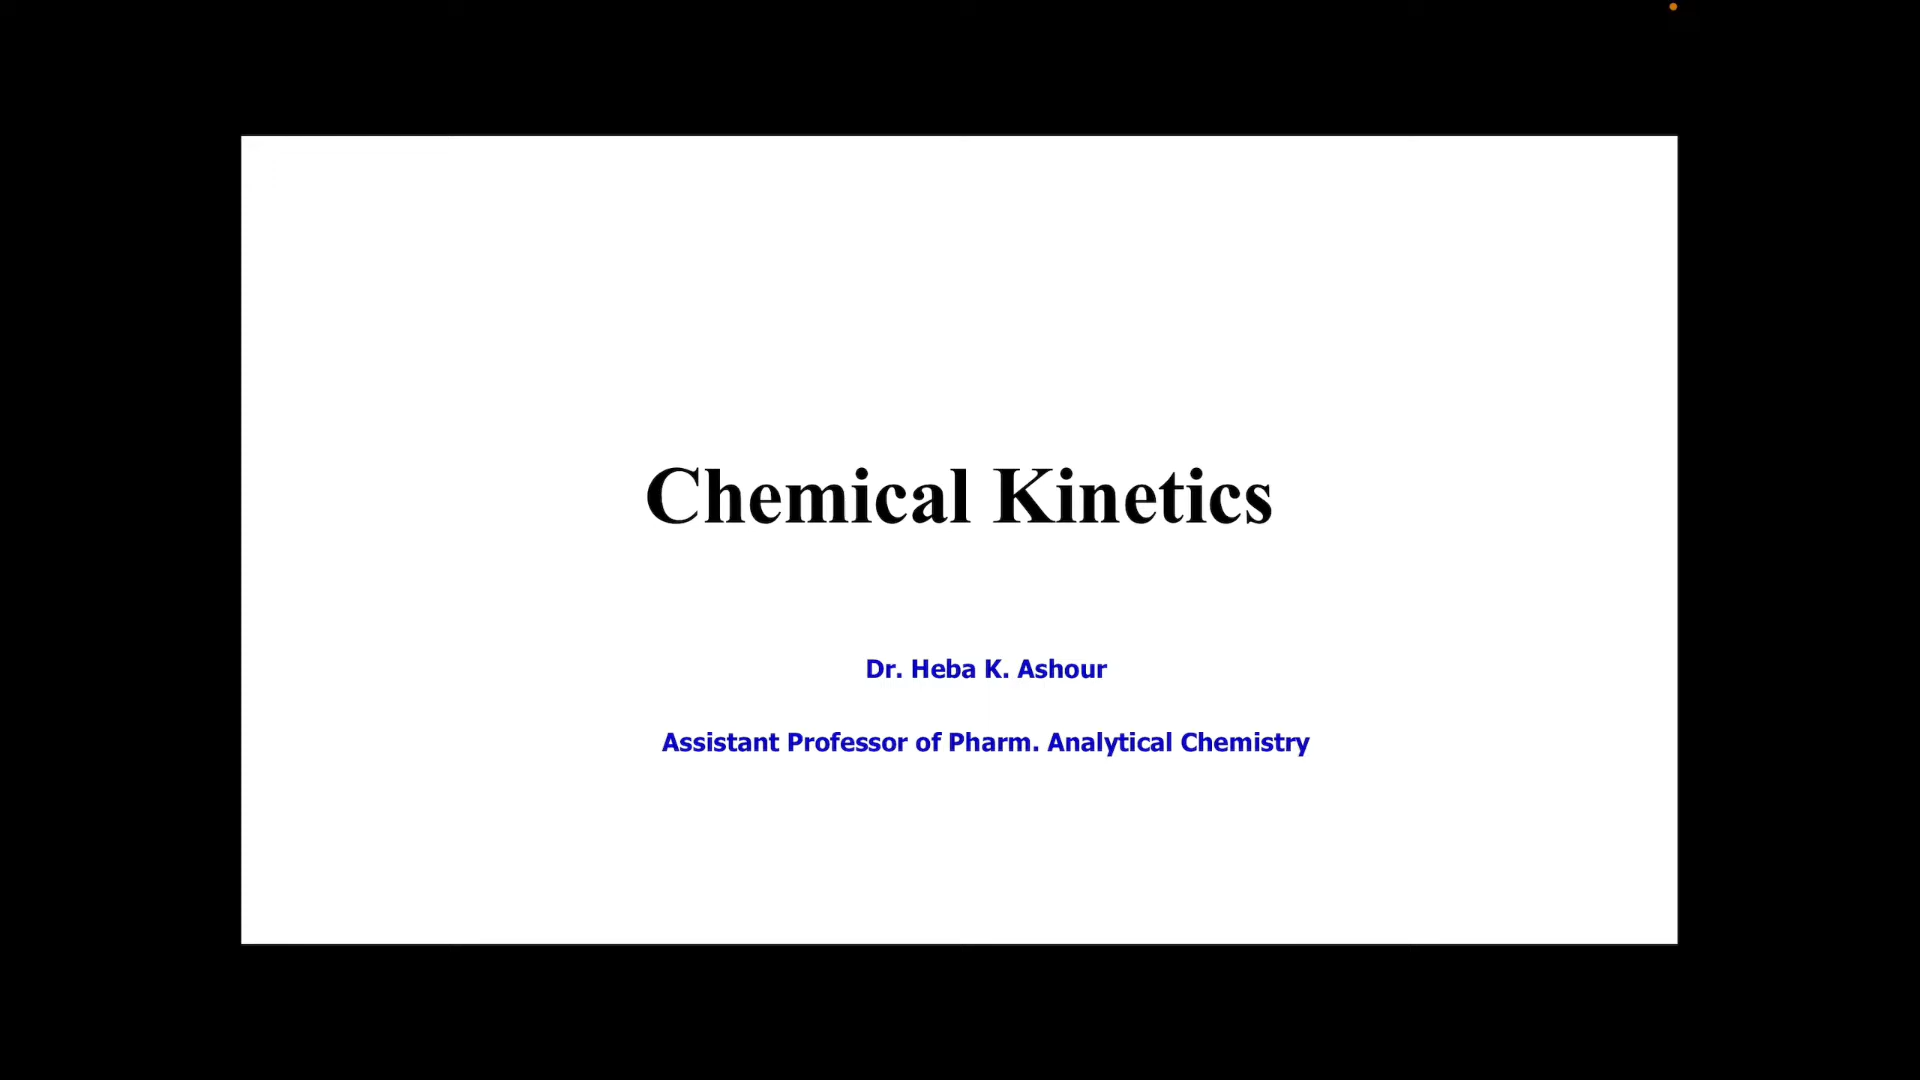 Chemical Kinetics
Dr. Heba K. Ashour
Assistant Professor of Pharm. Analytical Chemistry